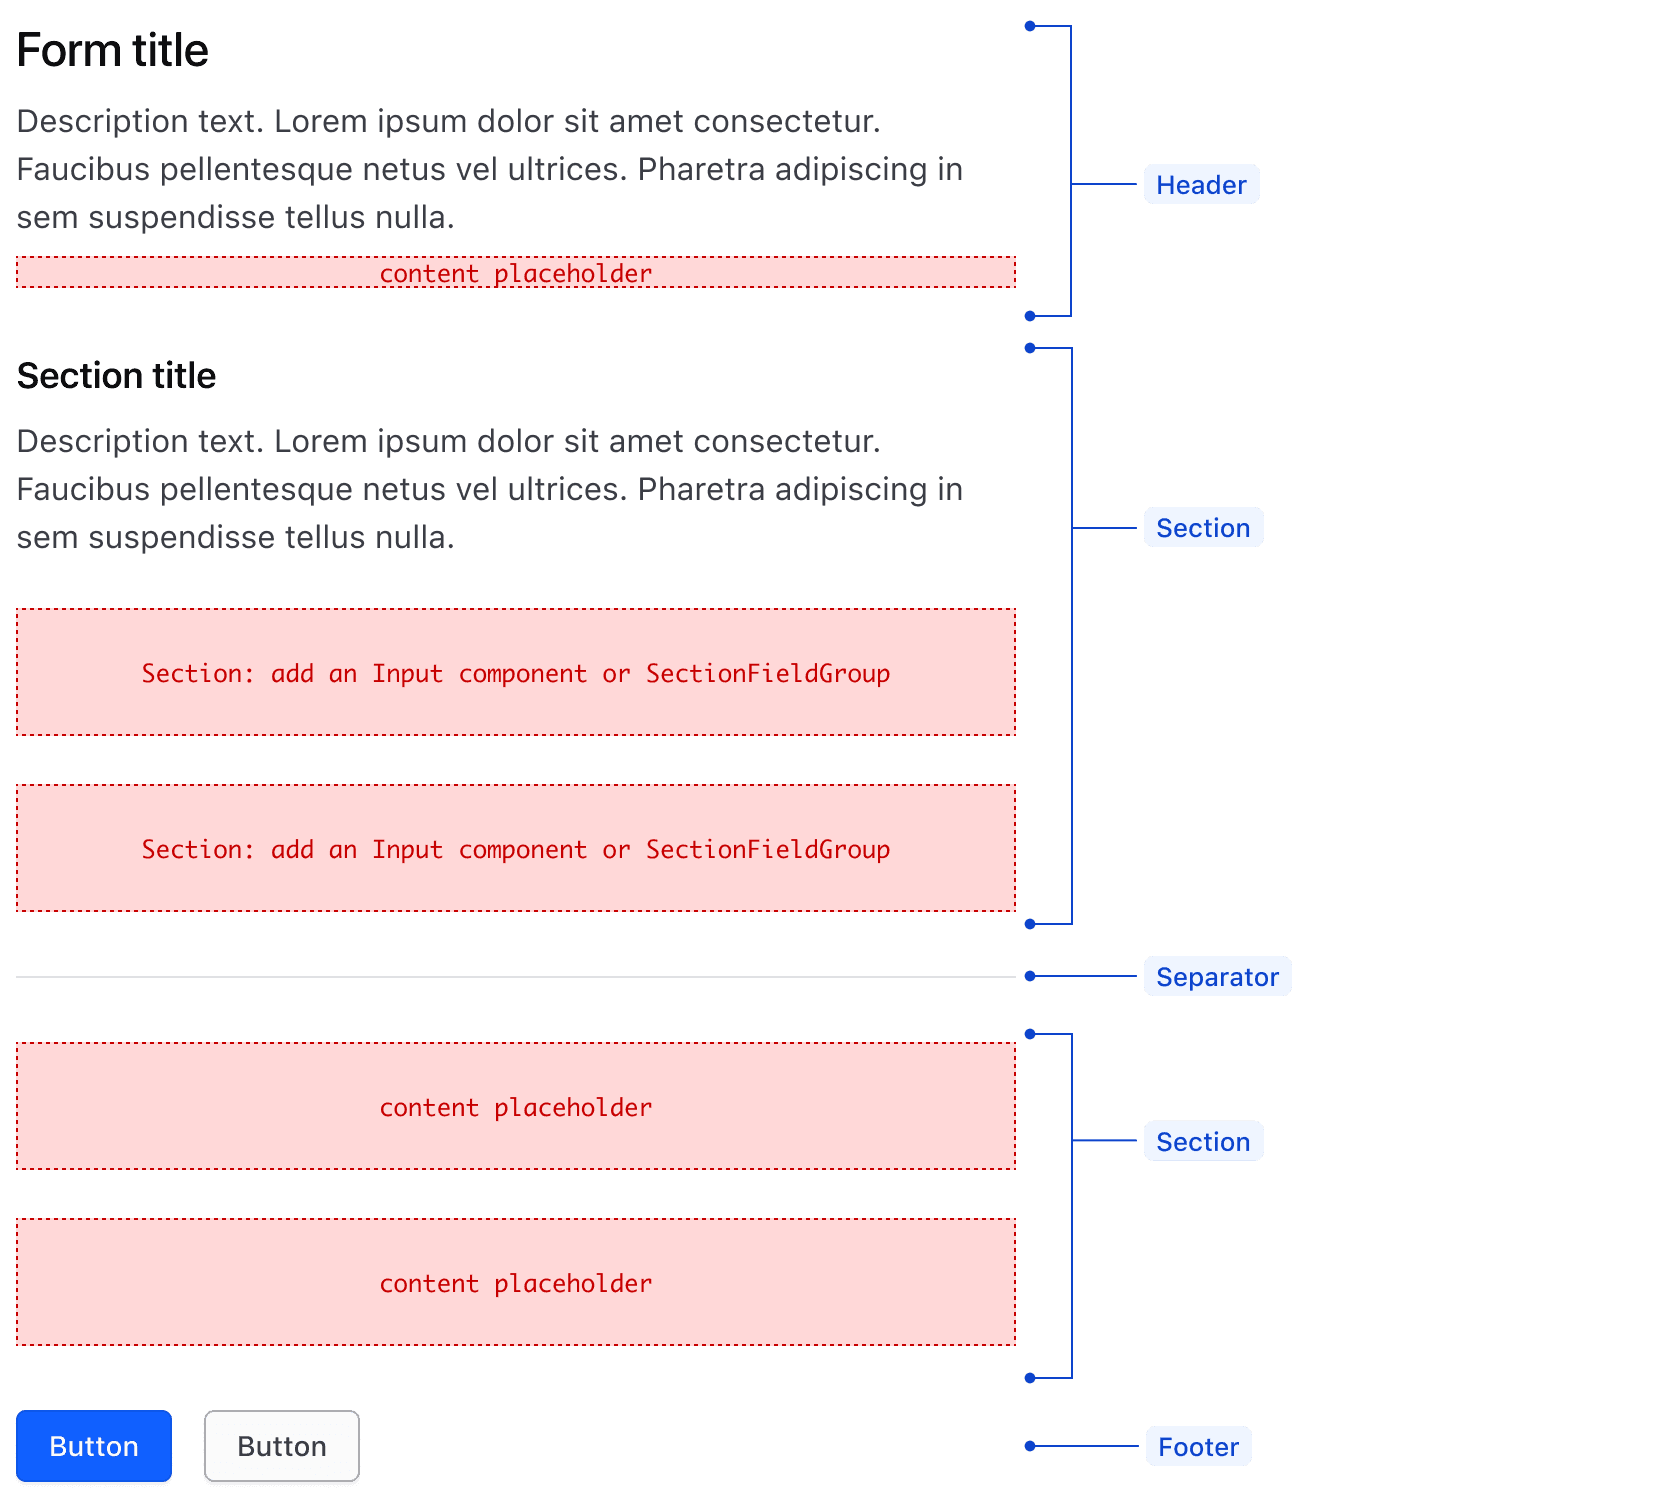 Form title
Description text. Lorem ipsum dolor sit amet consectetur.
Faucibus pellentesque netus vel ultrices. Pharetra adipiscing in
sem suspendisse tellus nulla.
Header
content placeholder
Section title
Description text. Lorem ipsum dolor sit amet consectetur.
Faucibus pellentesque netus vel ultrices. Pharetra adipiscing in
sem suspendisse tellus nulla.
Section
Section: add an Input component or SectionFieldGroup
Section: add an Input component or SectionFieldGroup
Separator
content placeholder
Section
content placeholder
Button
Button
Footer